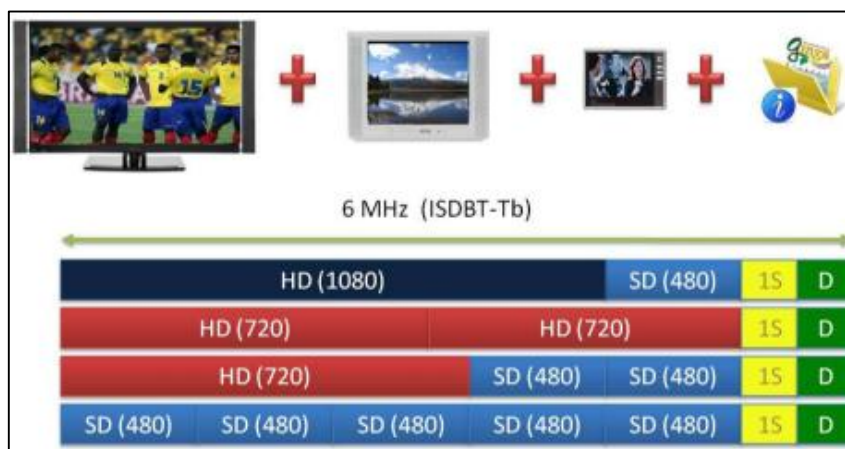 15
6 MHz (ISDBT-Tb)
HD (1080) SD (480) 1S D
HD (720) HD (720) 1S D
HD (720) SD (480) SD (480) 1S D
SD (480) SD (480) SD (480) SD (480) SD (480) 1S D